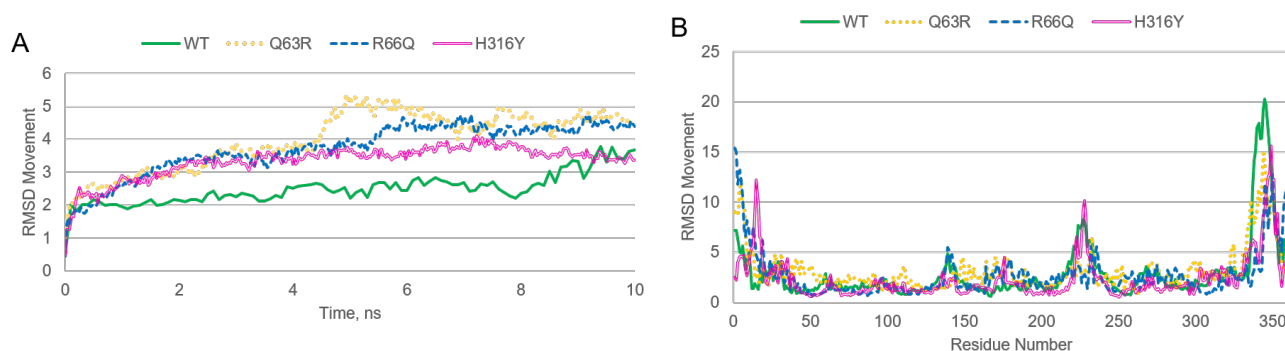 A
WT Q63R R66Q H316Y
RMSD Movement
6
5
4
3
2
1
0
0 2 4 6 8 10
Time, ns
B
WT Q63R R66Q H316Y
RMSD Movement
25
20
15
10
5
0
0 50 100 150 200 250 300 350
Residue Number